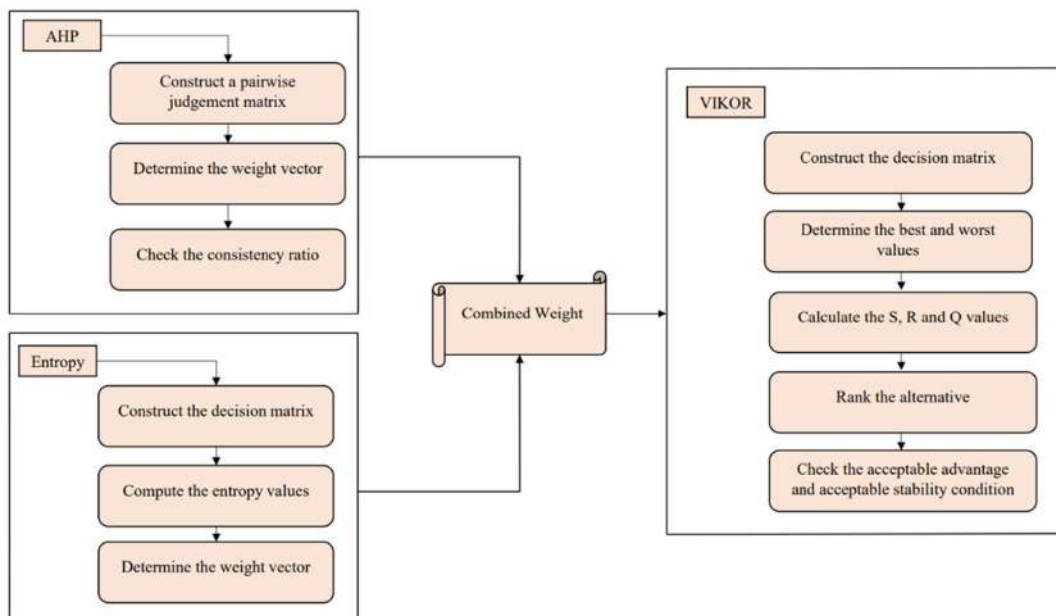 AHP
Construct a pairwise
judgement matrix
Determine the weight vector
Check the consistency ratio
Entropy
Construct the decision matrix
Compute the entropy values
Determine the weight vector
Combined Weight
VIKOR
Construct the decision matrix
Determine the best and worst
values
Calculate the S, R and Q values
Rank the alternative
Check the acceptable advantage
and acceptable stability condition